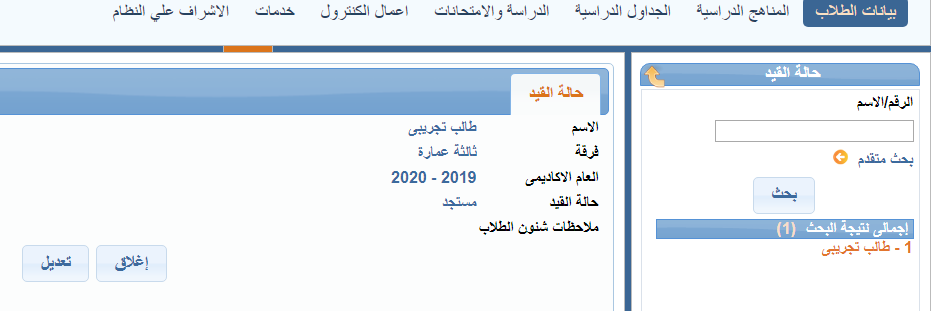 بيانات الطلاب المناهج الدراسية الجداول الدراسية الدراسة والامتحانات اعمال الكنترول خدمات الاشراف علي النظام
حالة القيد
الرقم/الاسم
بحث متقدم
بحث
إجمالى نتيجة البحث (1)
1 - طالب تجريبى
حالة القيد
الاسم طالب تجريبى
فرقة ثالثة عمارة
العام الاكاديمى 2019 - 2020
حالة القيد مستجد
ملاحظات شئون الطلاب
إغلاق تعديل